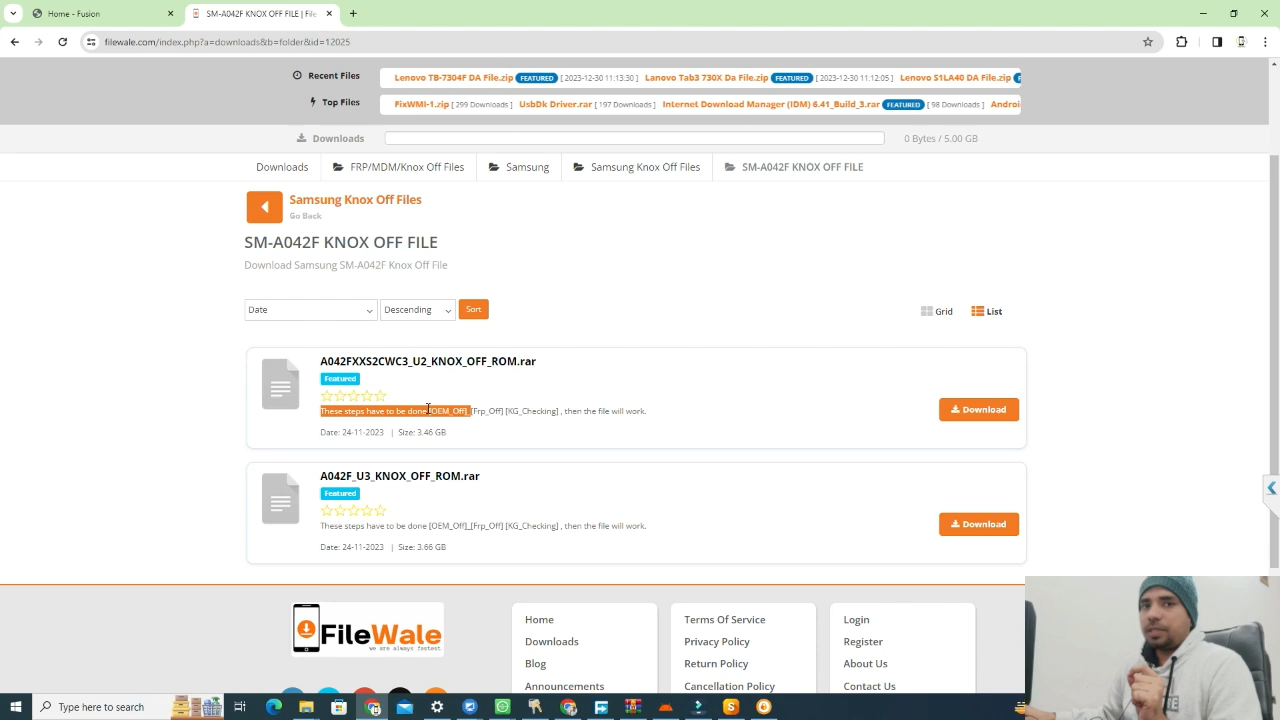 Home - Fusion
SM-A042F KNOX OFF FILE | File
filewale.com/index.php?a=downloads&b=folder&id=12025
Recent Files
Lenovo TB-7304F DA File.zip FEATURED [ 2023-12-30 11:13:30 ] Lenovo Tab3 730X Da File.zip FEATURED [ 2023-12-30 11:12:05 ] Lenovo S1LA40 DA File.zip
Top Files
FixWMI-1.zip [ 299 Downloads ] UsbDk Driver.rar [ 197 Downloads ] Internet Download Manager (IDM) 6.41_Build_3.rar FEATURED [ 98 Downloads ] Androi
Downloads
0 Bytes / 5.00 GB
Downloads FRP/MDM/Knox Off Files Samsung Samsung Knox Off Files SM-A042F KNOX OFF FILE
Samsung Knox Off Files
Go Back
SM-A042F KNOX OFF FILE
Download Samsung SM-A042F Knox Off File
Date Descending Sort
Grid List
A042FXXS2CWC3_U2_KNOX_OFF_ROM.rar
Featured
These steps have to be done [OEM_Off]_[Frp_Off] [KG_Checking] , then the file will work.
Download
Date: 24-11-2023 | Size: 3.46 GB
A042F_U3_KNOX_OFF_ROM.rar
Featured
These steps have to be done [OEM_Off]_[Frp_Off] [KG_Checking] , then the file will work.
Download
Date: 24-11-2023 | Size: 3.66 GB
FileWale
we are always fastest
Home
Downloads
Blog
Announcements
Terms Of Service
Privacy Policy
Return Policy
Cancellation Policy
Login
Register
About Us
Contact Us
Type here to search